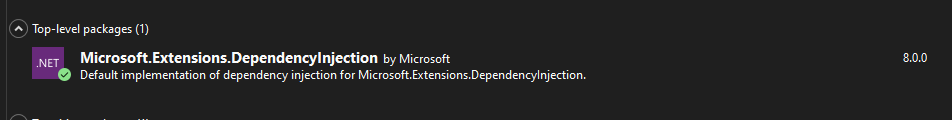 Top-level packages (1)
.NET
Microsoft.Extensions.DependencyInjection by Microsoft
8.0.0
Default implementation of dependency injection for Microsoft.Extensions.DependencyInjection.